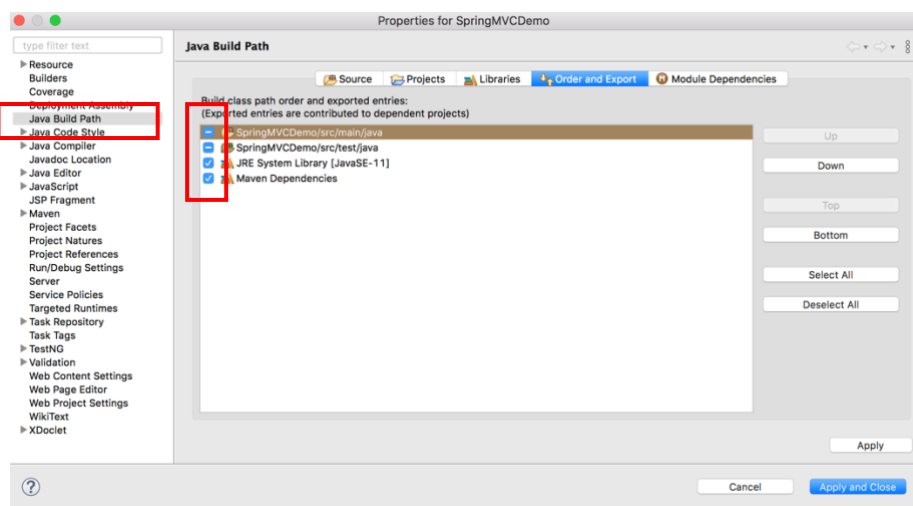 Properties for SpringMVCDemo
type filter text
Resource
Builders
Coverage
Deployment Assembly
Java Build Path
Java Code Style
Java Compiler
Javadoc Location
Java Editor
JavaScript
JSP Fragment
Maven
Project Facets
Project Natures
Project References
Run/Debug Settings
Server
Service Policies
Targeted Runtimes
Task Repository
Task Tags
TestNG
Validation
Web Content Settings
Web Page Editor
Web Project Settings
WikiText
XDoclet
Java Build Path
Source Projects Libraries Order and Export Module Dependencies
Build class path order and exported entries:
(Exported entries are contributed to dependent projects)
SpringMVCDemo/src/main/java
SpringMVCDemo/src/test/java
JRE System Library [JavaSE-11]
Maven Dependencies
Up
Down
Top
Bottom
Select All
Deselect All
Apply
?
Cancel
Apply and Close